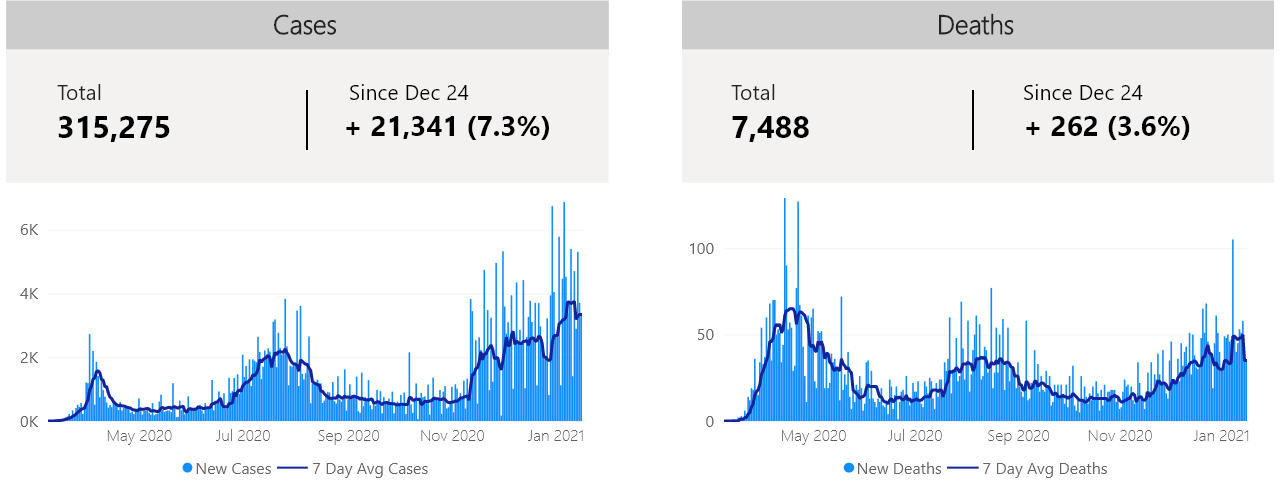 Cases
Total
Since Dec 24
315,275
+ 21,341 (7.3%)
6K
4K
2K
0K
May 2020
Jul 2020
Sep 2020
Nov 2020
Jan 2021
New Cases
7 Day Avg Cases
Deaths
Total
Since Dec 24
7,488
+ 262 (3.6%)
100
50
0
May 2020
Jul 2020
Sep 2020
Nov 2020
Jan 2021
New Deaths
7 Day Avg Deaths